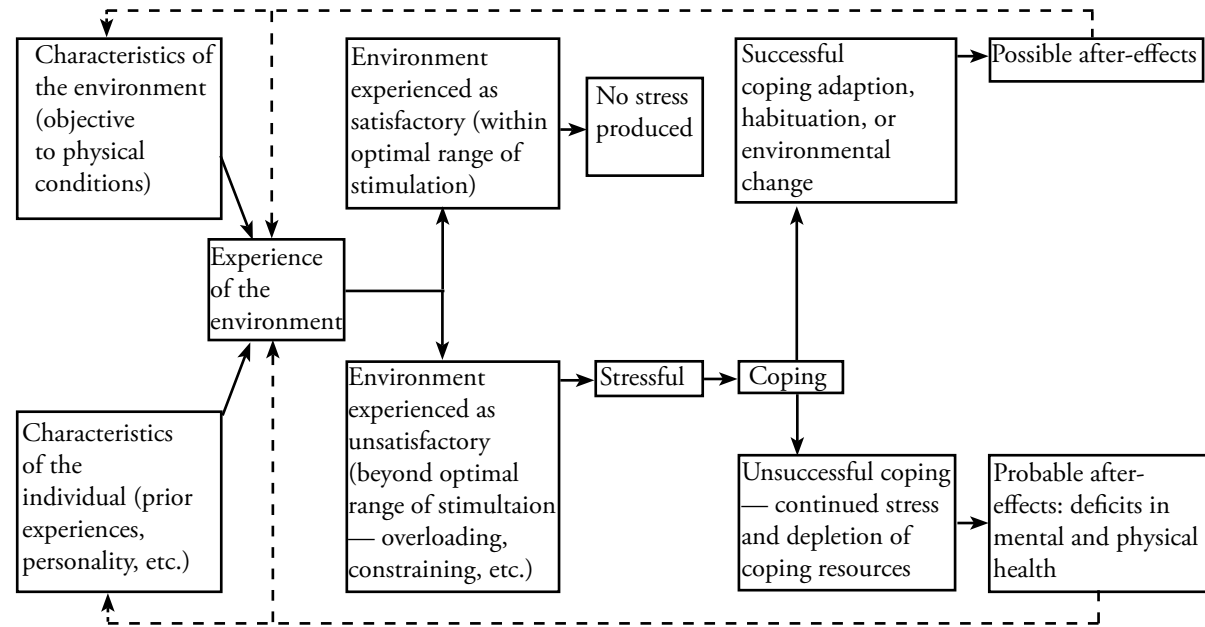 Characteristics of
the environment
(objective
to physical
conditions)
Environment
experienced as
satisfactory (within
optimal range of
stimulation)
No stress
produced
Successful
coping adaption,
habituation, or
environmental
change
Possible after-effects
Experience
of the
environment
Characteristics
of the
individual (prior
experiences,
personality, etc.)
Environment
experienced as
unsatisfactory
(beyond optimal
range of stimultaion
— overloading,
constraining, etc.)
Stressful
Coping
Unsuccessful coping
— continued stress
and depletion of
coping resources
Probable after-
effects: deficits in
mental and physical
health